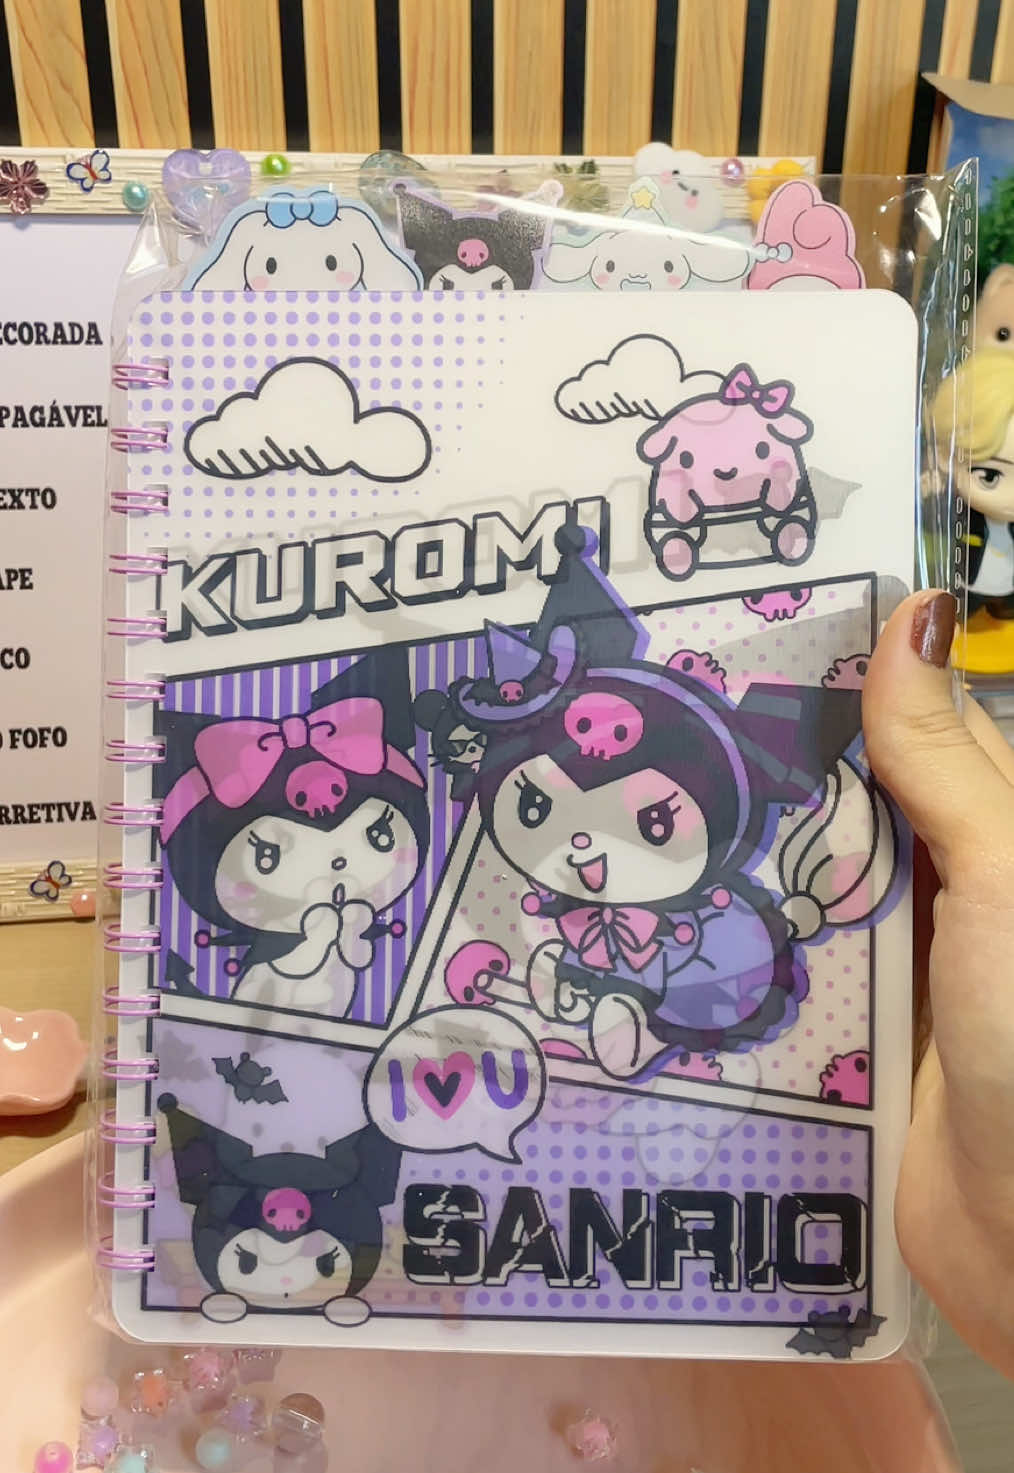 ECORADA
PAGÁVEL
EXTO
APE
CO
O FOFO
RRETIVA
KUROMI
I U
SANRIO